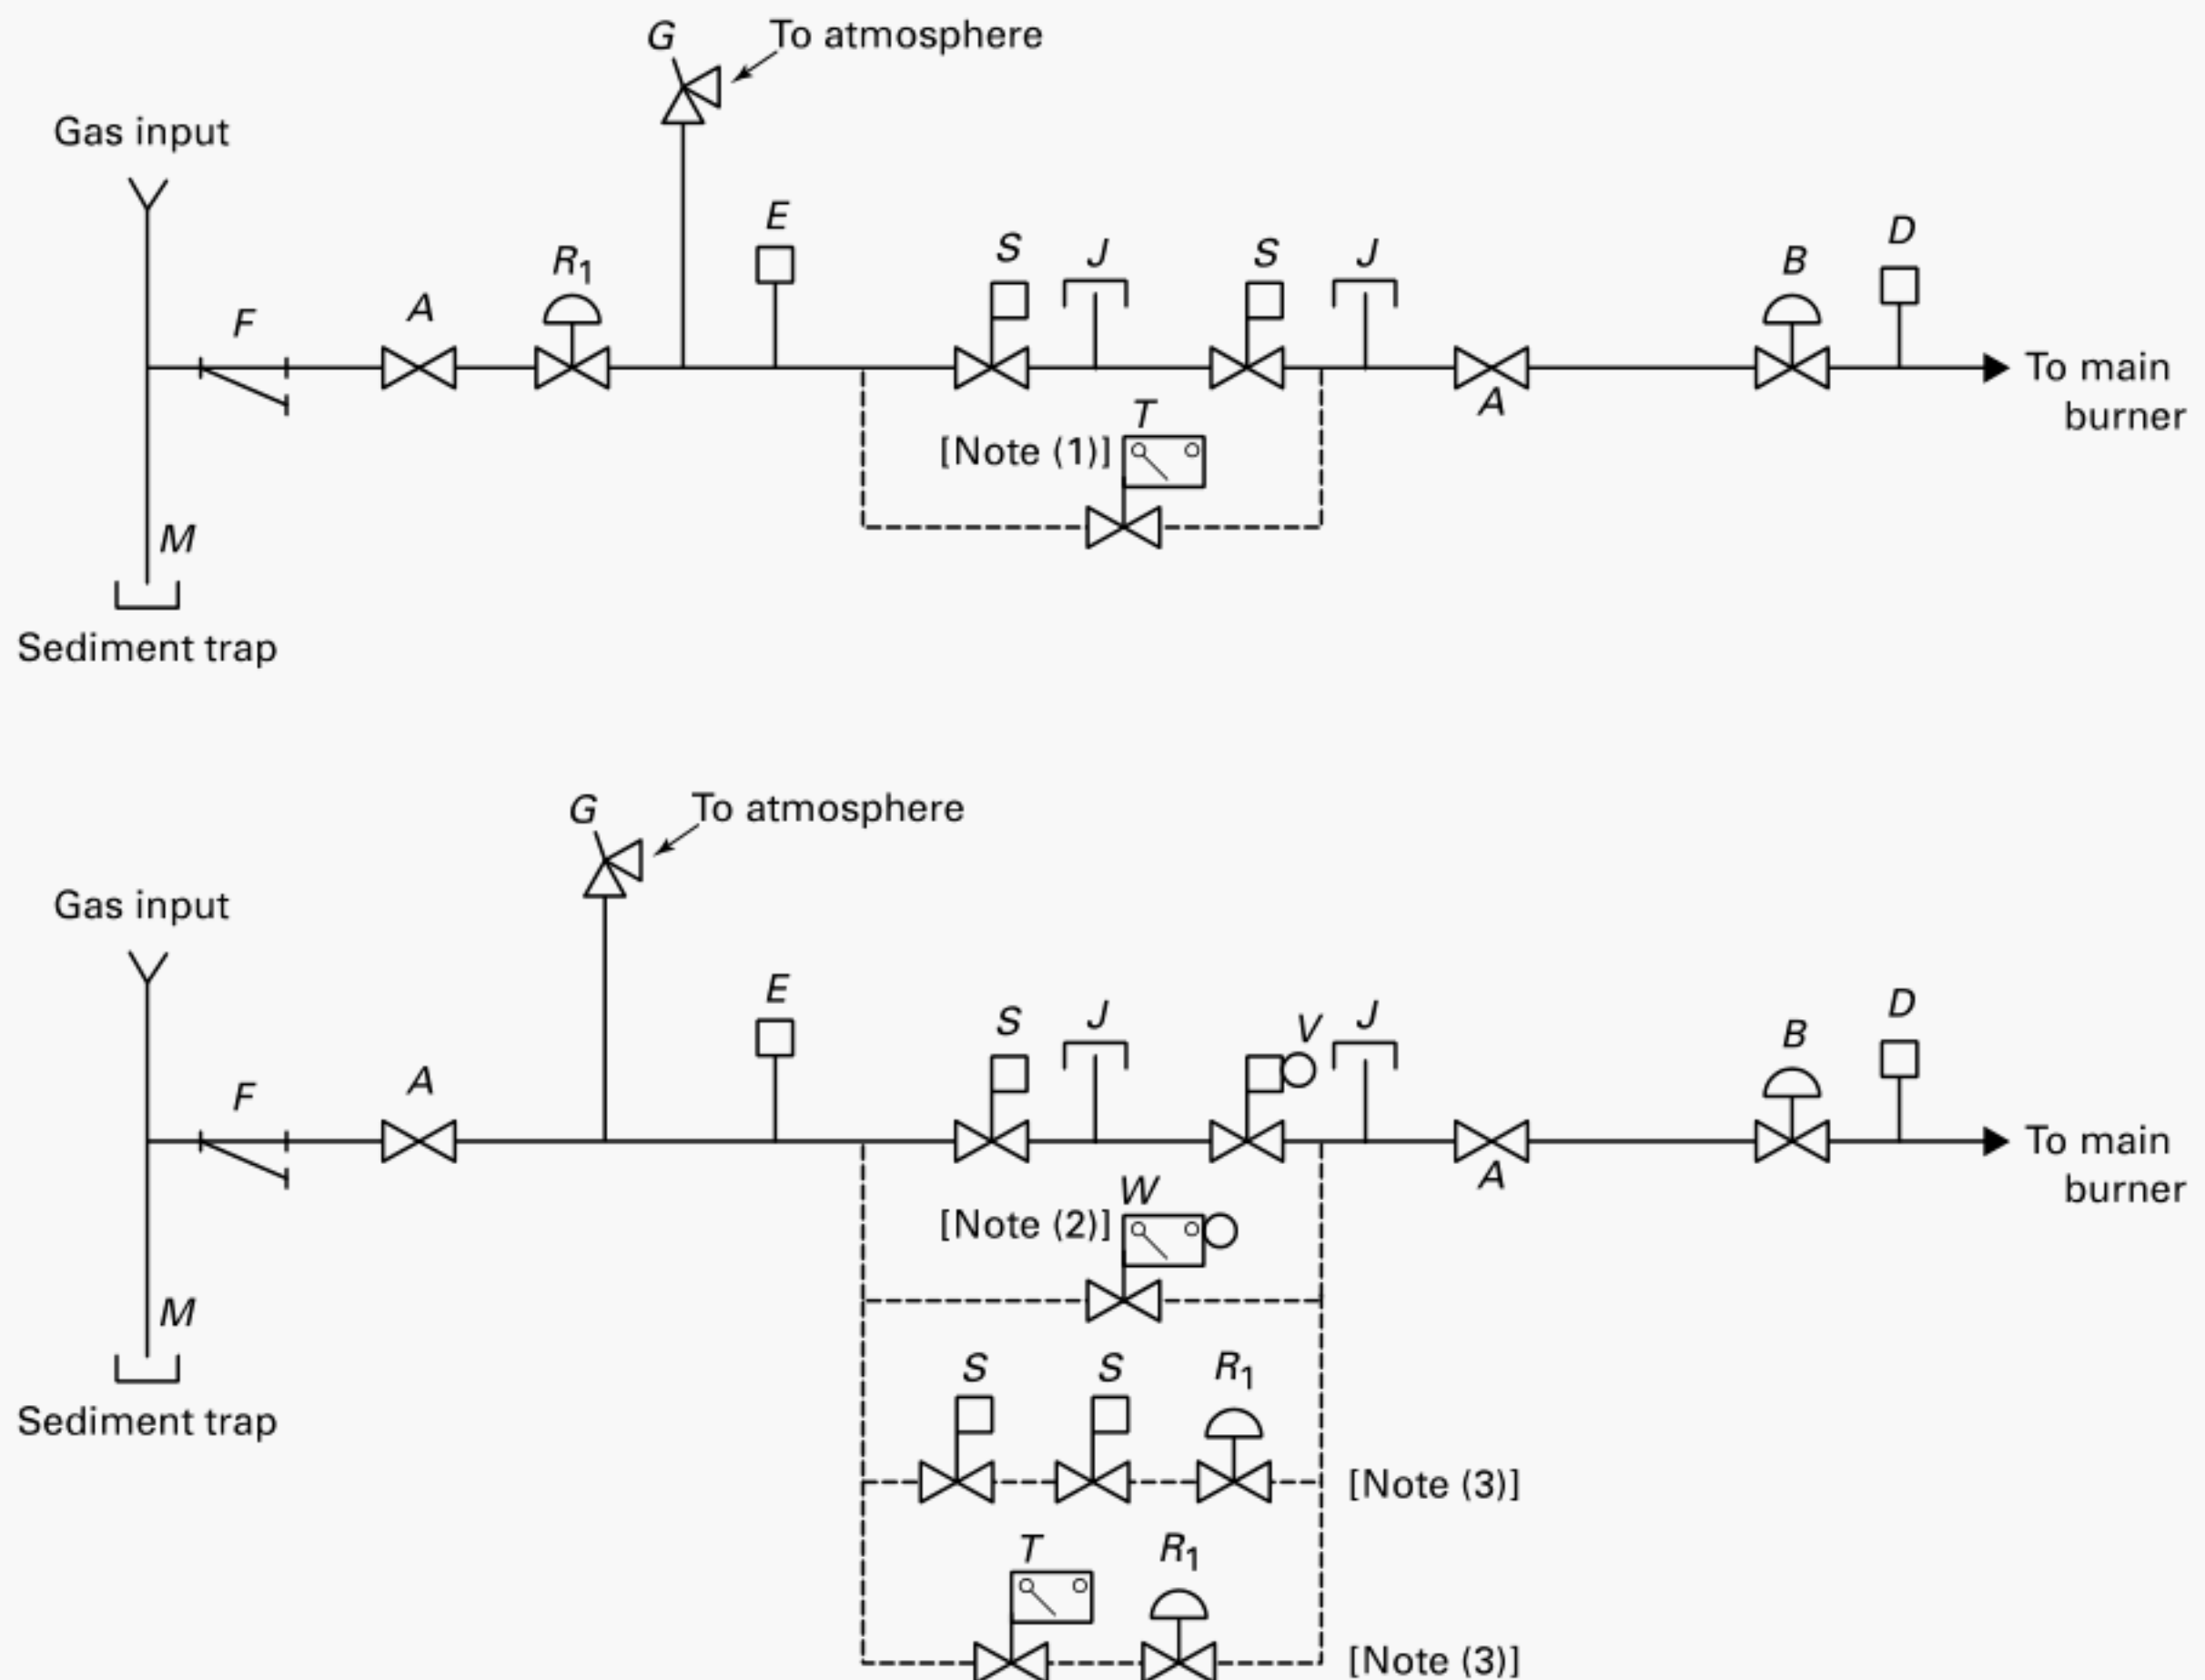 G
To atmosphere
Gas input
E
S
J
S
J
D
R1
B
F
A
To main
burner
A
T
[Note (1)]
M
Sediment trap
G
To atmosphere
Gas input
E
S
J
V
J
D
B
F
A
To main
burner
A
W
[Note (2)]
M
S
S
R1
Sediment trap
[Note (3)]
T
R1
[Note (3)]